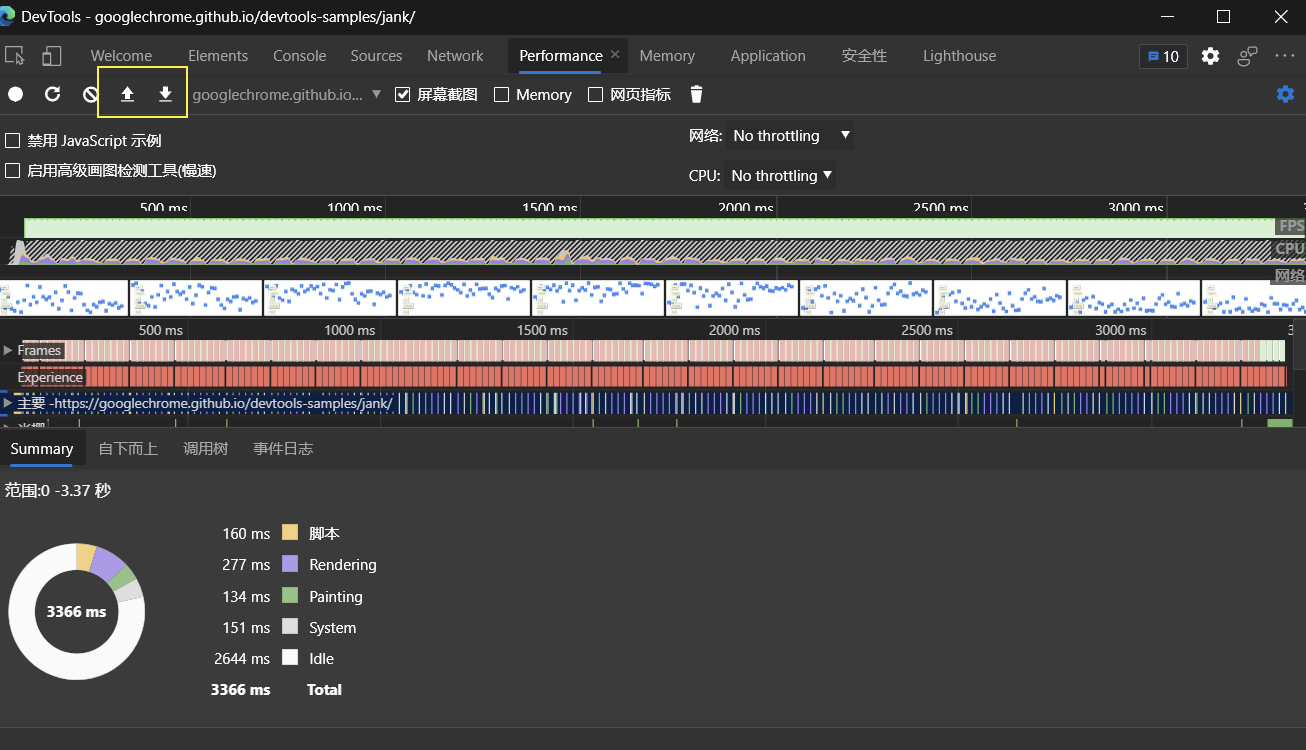 DevTools - googlechrome.github.io/devtools-samples/jank/
Welcome Elements Console Sources Network Performance Memory Application 安全性 Lighthouse 10
googlechrome.github.io... 屏幕截图 Memory 网页指标
禁用 JavaScript 示例 网络: No throttling
启用高级画图检测工具(慢速) CPU: No throttling
500 ms 1000 ms 1500 ms 2000 ms 2500 ms 3000 ms
FPS
CPU
网络
500 ms 1000 ms 1500 ms 2000 ms 2500 ms 3000 ms
Frames
Experience
主要 -https://googlechrome.github.io/devtools-samples/jank/
Summary 自下而上 调用树 事件日志
范围:0 -3.37 秒
160 ms 脚本
277 ms Rendering
134 ms Painting
151 ms System
2644 ms Idle
3366 ms Total
3366 ms